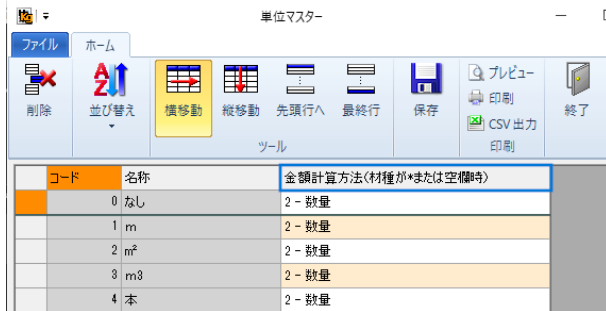 単位マスター
ファイル ホーム
削除 並び替え 横移動 縦移動 先頭行へ 最終行 保存 プレビュー 印刷 CSV出力 終了
ツール 印刷
コード 名称 金額計算方法(材種が*または空欄時)
0 なし 2 - 数量
1 m 2 - 数量
2 ㎡ 2 - 数量
3 m3 2 - 数量
4 本 2 - 数量